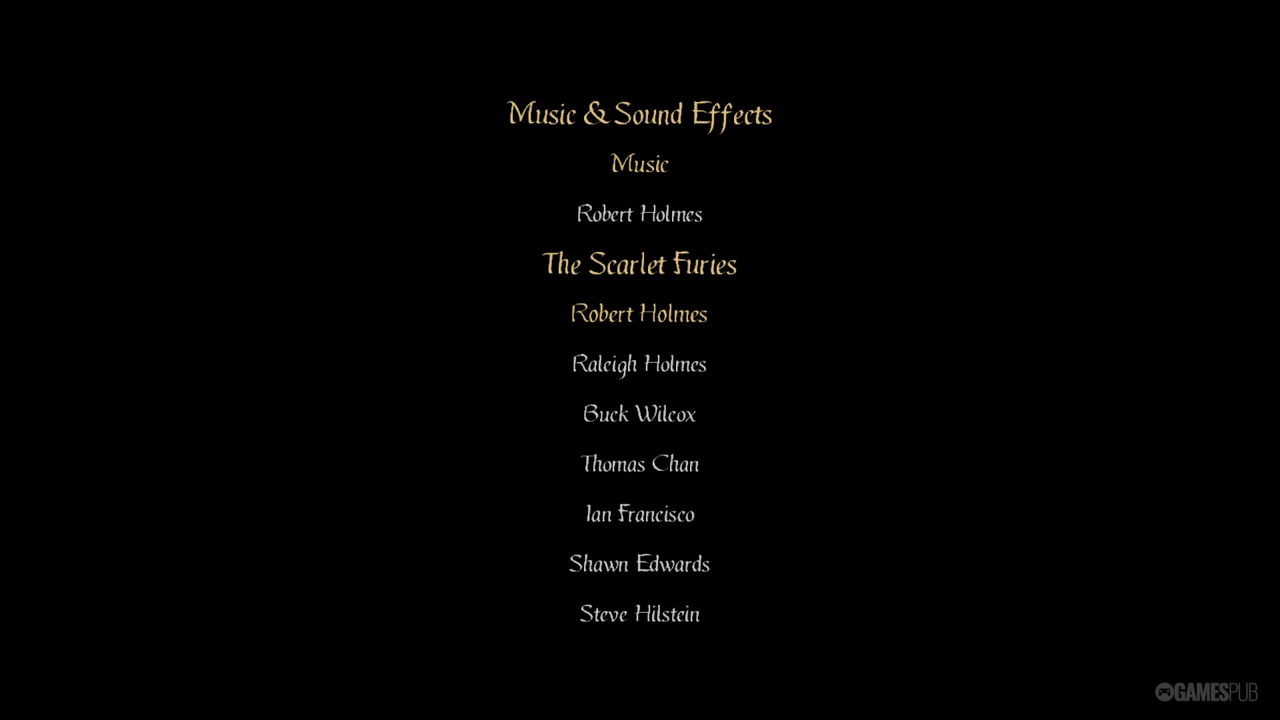 Music & Sound Effects
Music
Robert Holmes
The Scarlet Furies
Robert Holmes
Raleigh Holmes
Buck Wilcox
Thomas Chan
Ian Francisco
Shawn Edwards
Steve Hilstein
GAMESPUB